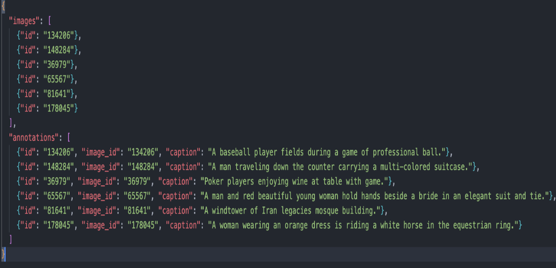 {
"images": [
{"id": "134206"},
{"id": "148284"},
{"id": "36979"},
{"id": "65567"},
{"id": "81641"},
{"id": "178045"}
],
"annotations": [
{"id": "134206", "image_id": "134206", "caption": "A baseball player fields during a game of professional ball."},
{"id": "148284", "image_id": "148284", "caption": "A man traveling down the counter carrying a multi-colored suitcase."},
{"id": "36979", "image_id": "36979", "caption": "Poker players enjoying wine at table with game."},
{"id": "65567", "image_id": "65567", "caption": "A man and red beautiful young woman hold hands beside a bride in an elegant suit and tie."},
{"id": "81641", "image_id": "81641", "caption": "A windtower of Iran legacies mosque building."},
{"id": "178045", "image_id": "178045", "caption": "A woman wearing an orange dress is riding a white horse in the equestrian ring."}
]
}